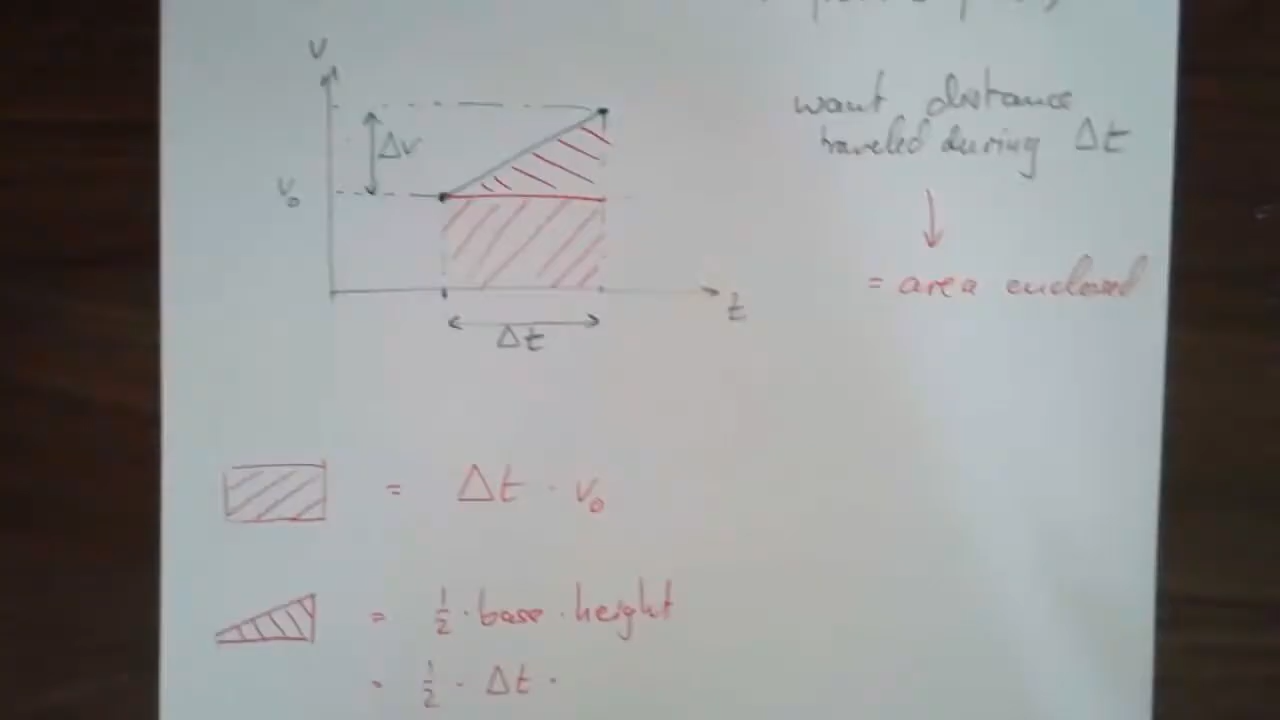 v
Δv
v₀
t
Δt
want distance
traveled during Δt
= area enclosed
= Δt · v₀
= ½ · base · height
= ½ · Δt ·